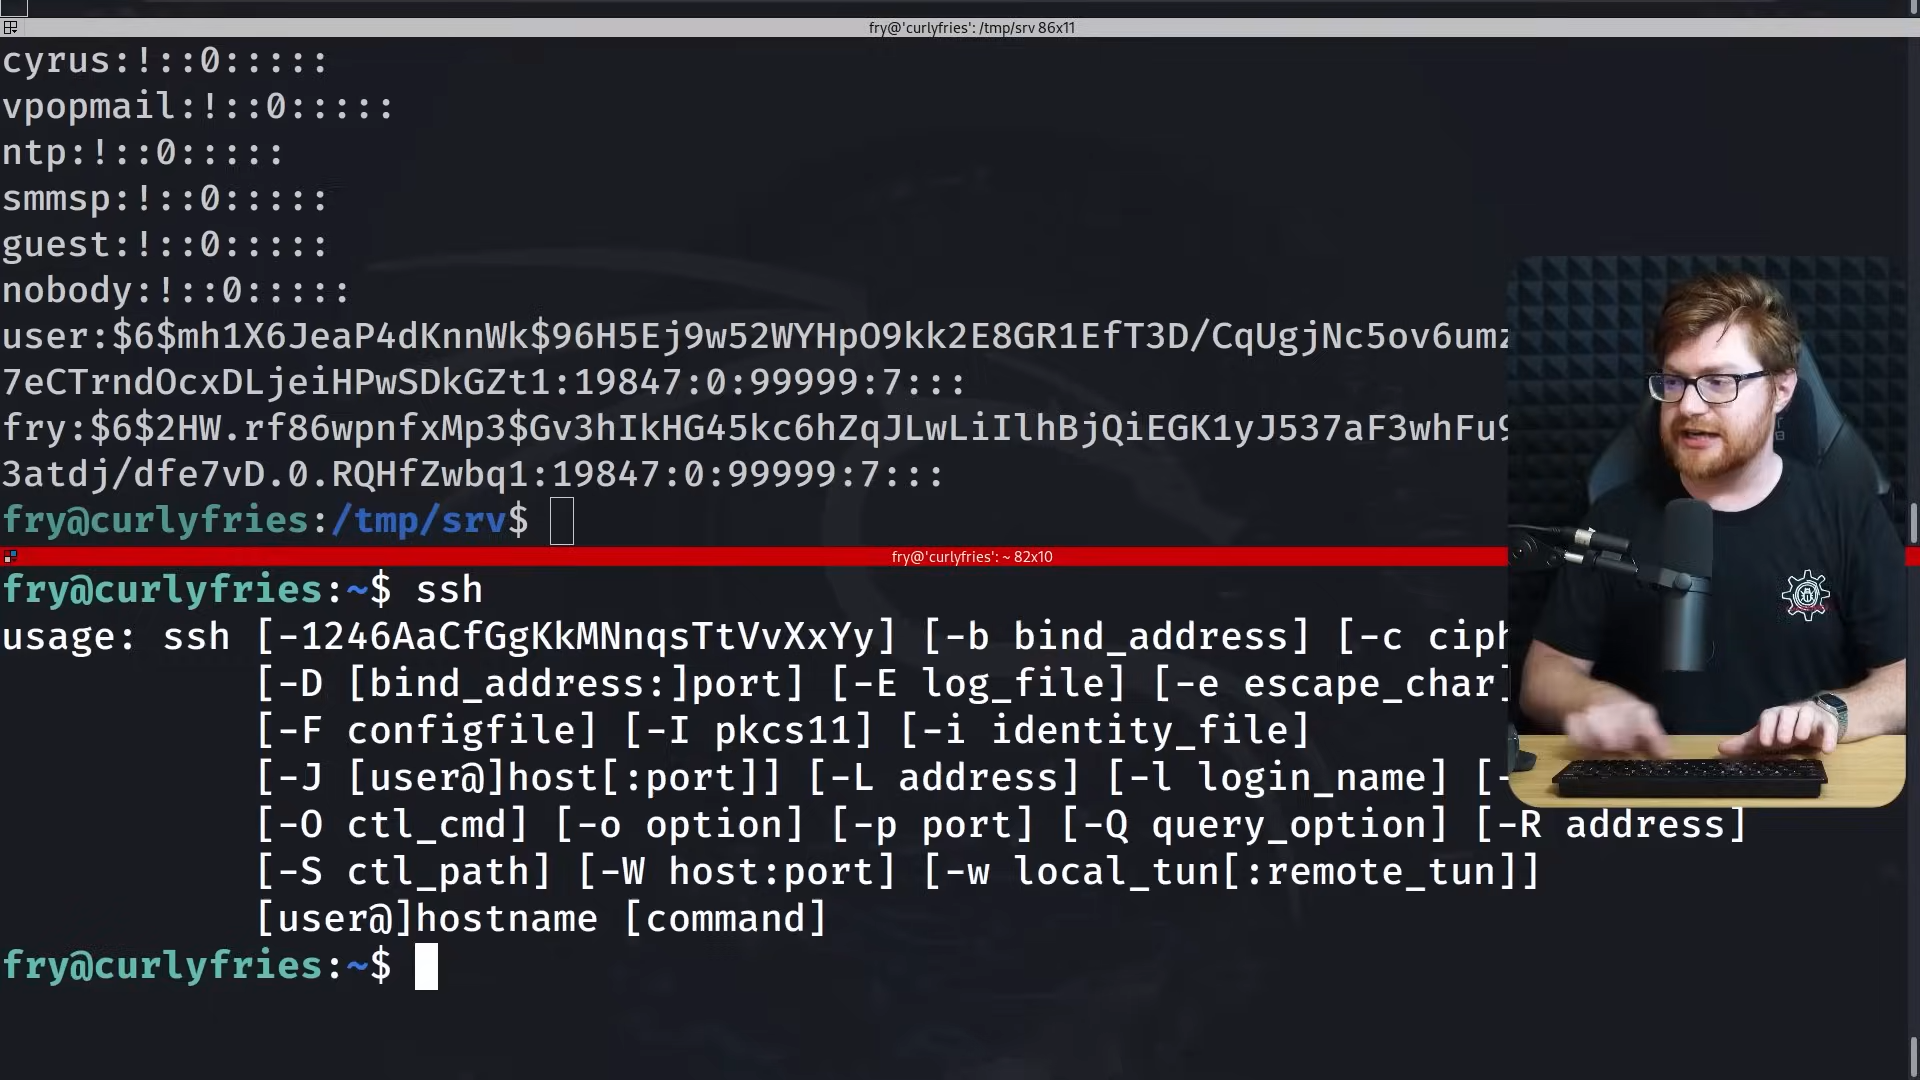 fry@'curlyfries': /tmp/srv 86x11
cyrus:!::0:::::
vpopmail:!::0:::::
ntp:!::0:::::
smmsp:!::0:::::
guest:!::0:::::
nobody:!::0:::::
user:$6$mh1X6JeaP4dKnnWk$96H5Ej9w52WYHpO9kk2E8GR1EfT3D/CqUgjNc5ov6umz
7eCTrndOcxDLjeiHPwSDkGZt1:19847:0:99999:7:::
fry:$6$2HW.rf86wpnfxMp3$Gv3hIkHG45kc6hZqJLwLiIlhBjQiEGK1yJ537aF3whFu9
3atdj/dfe7vD.0.RQHfZwbq1:19847:0:99999:7:::
fry@curlyfries:/tmp/srv$
fry@'curlyfries': ~ 82x10
fry@curlyfries:~$ ssh
usage: ssh [-1246AaCfGgKkMNnqsTtVvXxYy] [-b bind_address] [-c ciph
[-D [bind_address:]port] [-E log_file] [-e escape_char]
[-F configfile] [-I pkcs11] [-i identity_file]
[-J [user@]host[:port]] [-L address] [-l login_name] [-
[-O ctl_cmd] [-o option] [-p port] [-Q query_option] [-R address]
[-S ctl_path] [-W host:port] [-w local_tun[:remote_tun]]
[user@]hostname [command]
fry@curlyfries:~$